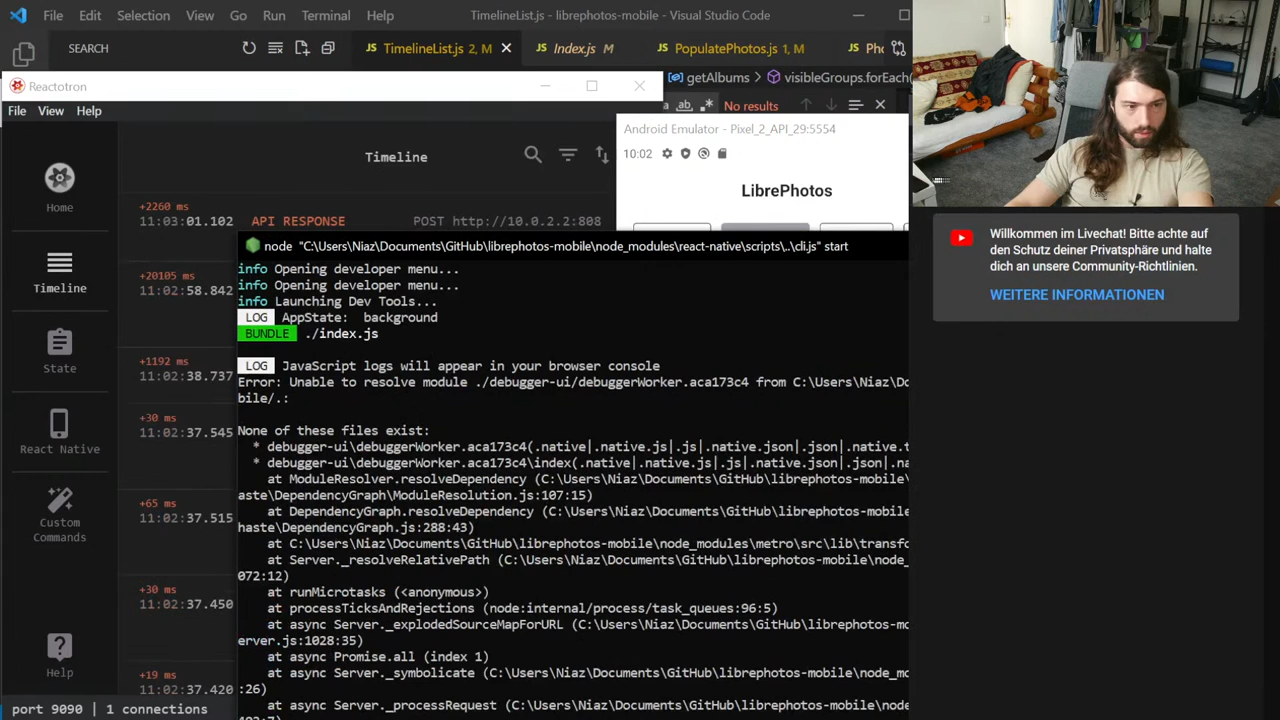 File Edit Selection View Go Run Terminal Help TimelineList.js - librephotos-mobile - Visual Studio Code
SEARCH
JS TimelineList.js 2, M
JS Index.js M
JS PopulatePhotos.js 1, M
JS
Reactotron
getAlbums
visibleGroups.forEach
File View Help
ab
No results
Android Emulator - Pixel_2_API_29:5554
10:02
LibrePhotos
Home
Timeline
State
React Native
Custom
Commands
Help
Timeline
+2260 ms
11:03:01.102 API RESPONSE POST http://10.0.2.2:808
+20105 ms
11:02:58.842
+1192 ms
11:02:38.737
+30 ms
11:02:37.545
+65 ms
11:02:37.515
+30 ms
11:02:37.450
+19 ms
11:02:37.420
port 9090 | 1 connections
node "C:\Users\Niaz\Documents\GitHub\librephotos-mobile\node_modules\react-native\scripts\..\cli.js" start
info Opening developer menu...
info Opening developer menu...
info Launching Dev Tools...
LOG AppState: background
BUNDLE ./index.js
LOG JavaScript logs will appear in your browser console
Error: Unable to resolve module ./debugger-ui/debuggerWorker.aca173c4 from C:\Users\Niaz\Do
bile/.:
None of these files exist:
* debugger-ui\debuggerWorker.aca173c4(.native|.native.js|.js|.native.json|.json|.native.t
* debugger-ui\debuggerWorker.aca173c4\index(.native|.native.js|.js|.native.json|.json|.na
at ModuleResolver.resolveDependency (C:\Users\Niaz\Documents\GitHub\librephotos-mobile\
aste\DependencyGraph\ModuleResolution.js:107:15)
at DependencyGraph.resolveDependency (C:\Users\Niaz\Documents\GitHub\librephotos-mobile
haste\DependencyGraph.js:288:43)
at C:\Users\Niaz\Documents\GitHub\librephotos-mobile\node_modules\metro\src\lib\transfo
at Server._resolveRelativePath (C:\Users\Niaz\Documents\GitHub\librephotos-mobile\node_
072:12)
at runMicrotasks (<anonymous>)
at processTicksAndRejections (node:internal/process/task_queues:96:5)
at async Server._explodedSourceMapForURL (C:\Users\Niaz\Documents\GitHub\librephotos-mo
erver.js:1028:35)
at async Promise.all (index 1)
at async Server._symbolicate (C:\Users\Niaz\Documents\GitHub\librephotos-mobile\node_mo
:26)
at async Server._processRequest (C:\Users\Niaz\Documents\GitHub\librephotos-mobile\node
Willkommen im Livechat! Bitte achte auf
den Schutz deiner Privatsphäre und halte
dich an unsere Community-Richtlinien.
WEITERE INFORMATIONEN